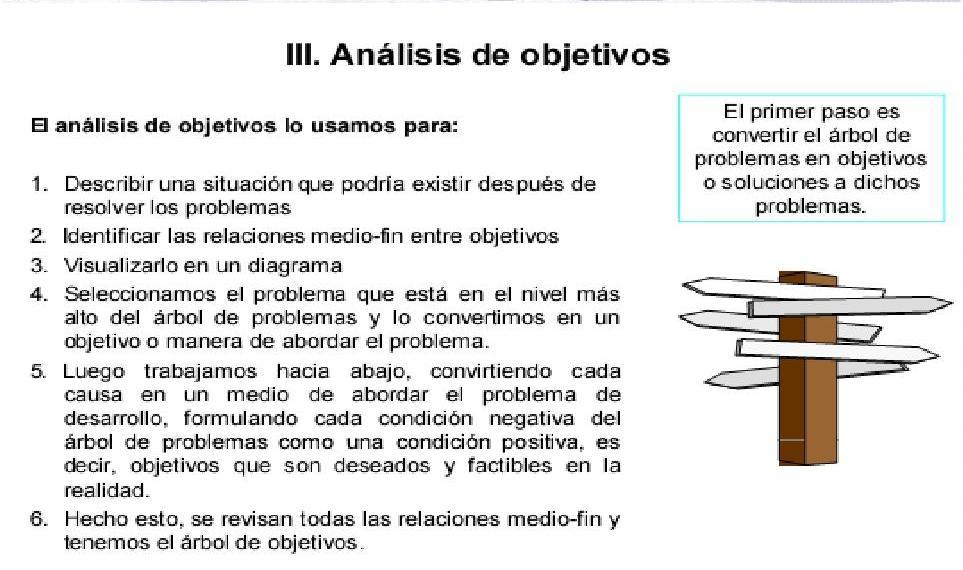 III. Análisis de objetivos
El análisis de objetivos lo usamos para:
1. Describir una situación que podría existir después de
resolver los problemas
2. Identificar las relaciones medio-fin entre objetivos
3. Visualizarlo en un diagrama
4. Seleccionamos el problema que está en el nivel más
alto del árbol de problemas y lo convertimos en un
objetivo o manera de abordar el problema.
5. Luego trabajamos hacia abajo, convirtiendo cada
causa en un medio de abordar el problema de
desarrollo, formulando cada condición negativa del
árbol de problemas como una condición positiva, es
decir, objetivos que son deseados y factibles en la
realidad.
6. Hecho esto, se revisan todas las relaciones medio-fin y
tenemos el árbol de objetivos.
El primer paso es
convertir el árbol de
problemas en objetivos
o soluciones a dichos
problemas.